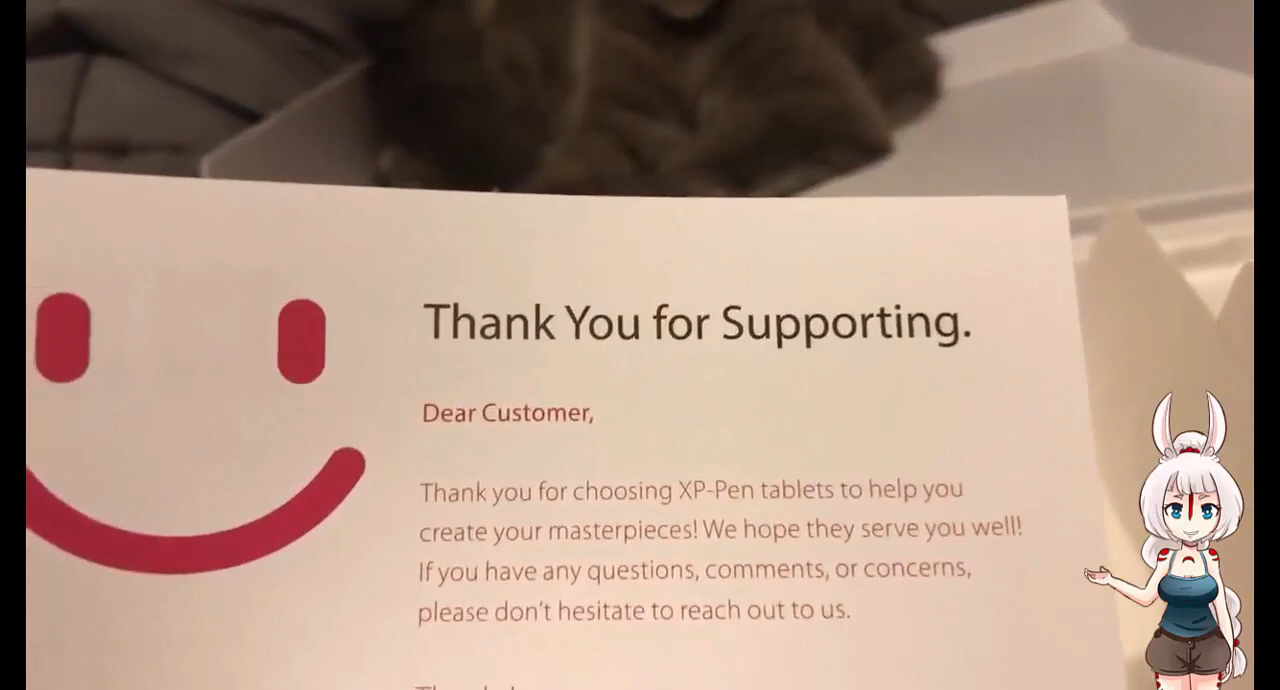 Thank You for Supporting.
Dear Customer,
Thank you for choosing XP-Pen tablets to help you
create your masterpieces! We hope they serve you well!
If you have any questions, comments, or concerns,
please don't hesitate to reach out to us.